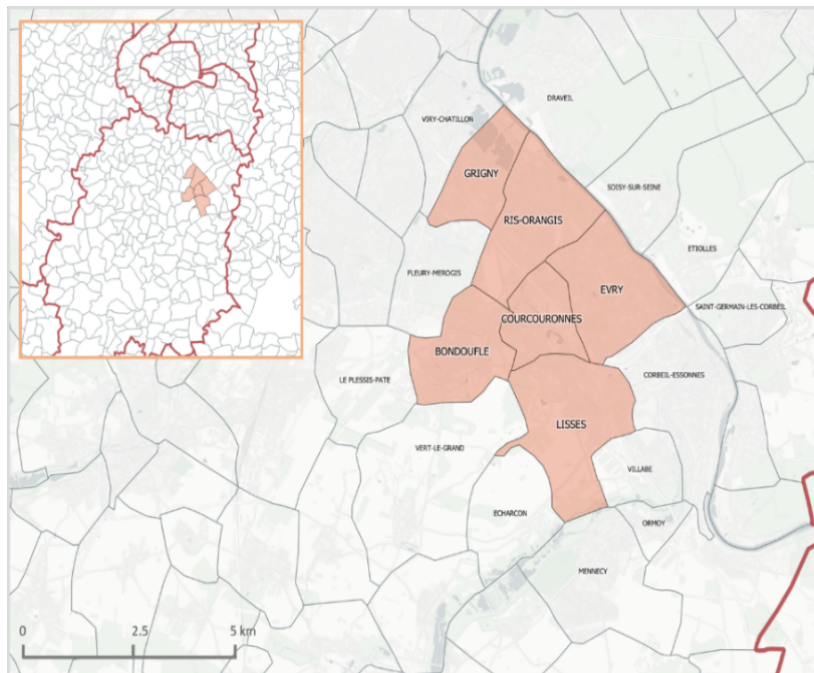 DRAVEIL
VIRY-CHATILLON
GRIGNY
SOISY-SUR-SEINE
RIS-ORANGIS
ETIOLLES
FLEURY-MEROGIS
EVRY
SAINT-GERMAIN-LES-CORBEIL
COURCOURONNES
BONDOUFLE
CORBEIL-ESSONNES
LE PLESSIS-PATE
LISSES
VERT-LE-GRAND
VILLABE
ECHARCON
ORMOY
MENNECY
0 2.5 5 km